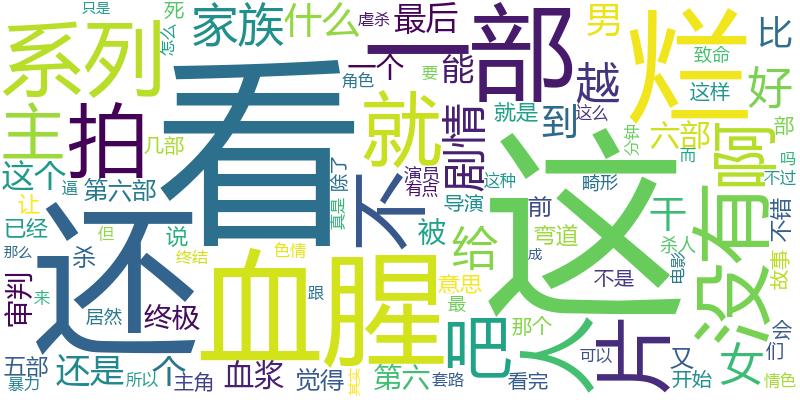 只是
怎么
死
家族
什么
虐杀
最后
一
部
男
烂
比
系列
致命
一个
能
越
这样
好
看
角色
要
就是
这么
主
拍
就
剧情
到
六部
部
啊
分钟
而
吗
不过
几部
这
这个
逼
第六部
真是
除了
不
演员
有点
这种
畸形
没有
不错
让
还
导演
前
干
已经
但
说
被
给
弯道
杀人
故事
那么
杀
终结
色情
血腥
意思
成
不是
电影
审判
来
居然
终极
跟
最
吧
那个
个
片
女
会
们
五部
还是
个
血浆
觉得
其实
第六
可以
又
开始
暴力
所以
主角
套路
看完
情色